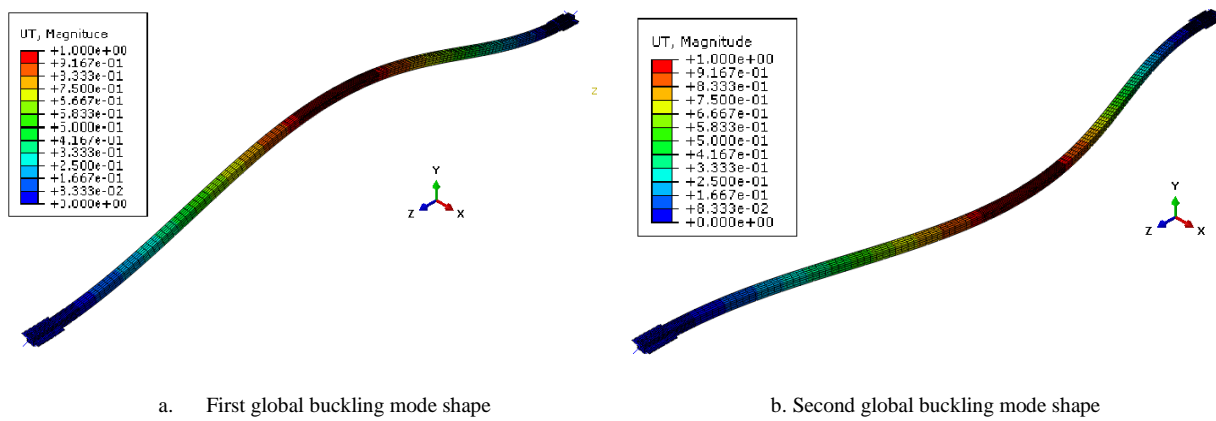 UT, Magnitude
+1.000e+00
+9.167e-01
+8.333e-01
+7.500e-01
+6.667e-01
+5.833e-01
+5.000e-01
+4.167e-01
+3.333e-01
+2.500e-01
+1.667e-01
+8.333e-02
+0.000e+00
Y
Z
X
Z
UT, Magnitude
+1.000e+00
+9.167e-01
+8.333e-01
+7.500e-01
+6.667e-01
+5.833e-01
+5.000e-01
+4.167e-01
+3.333e-01
+2.500e-01
+1.667e-01
+8.333e-02
+0.000e+00
Y
Z
X
a. First global buckling mode shape
b. Second global buckling mode shape